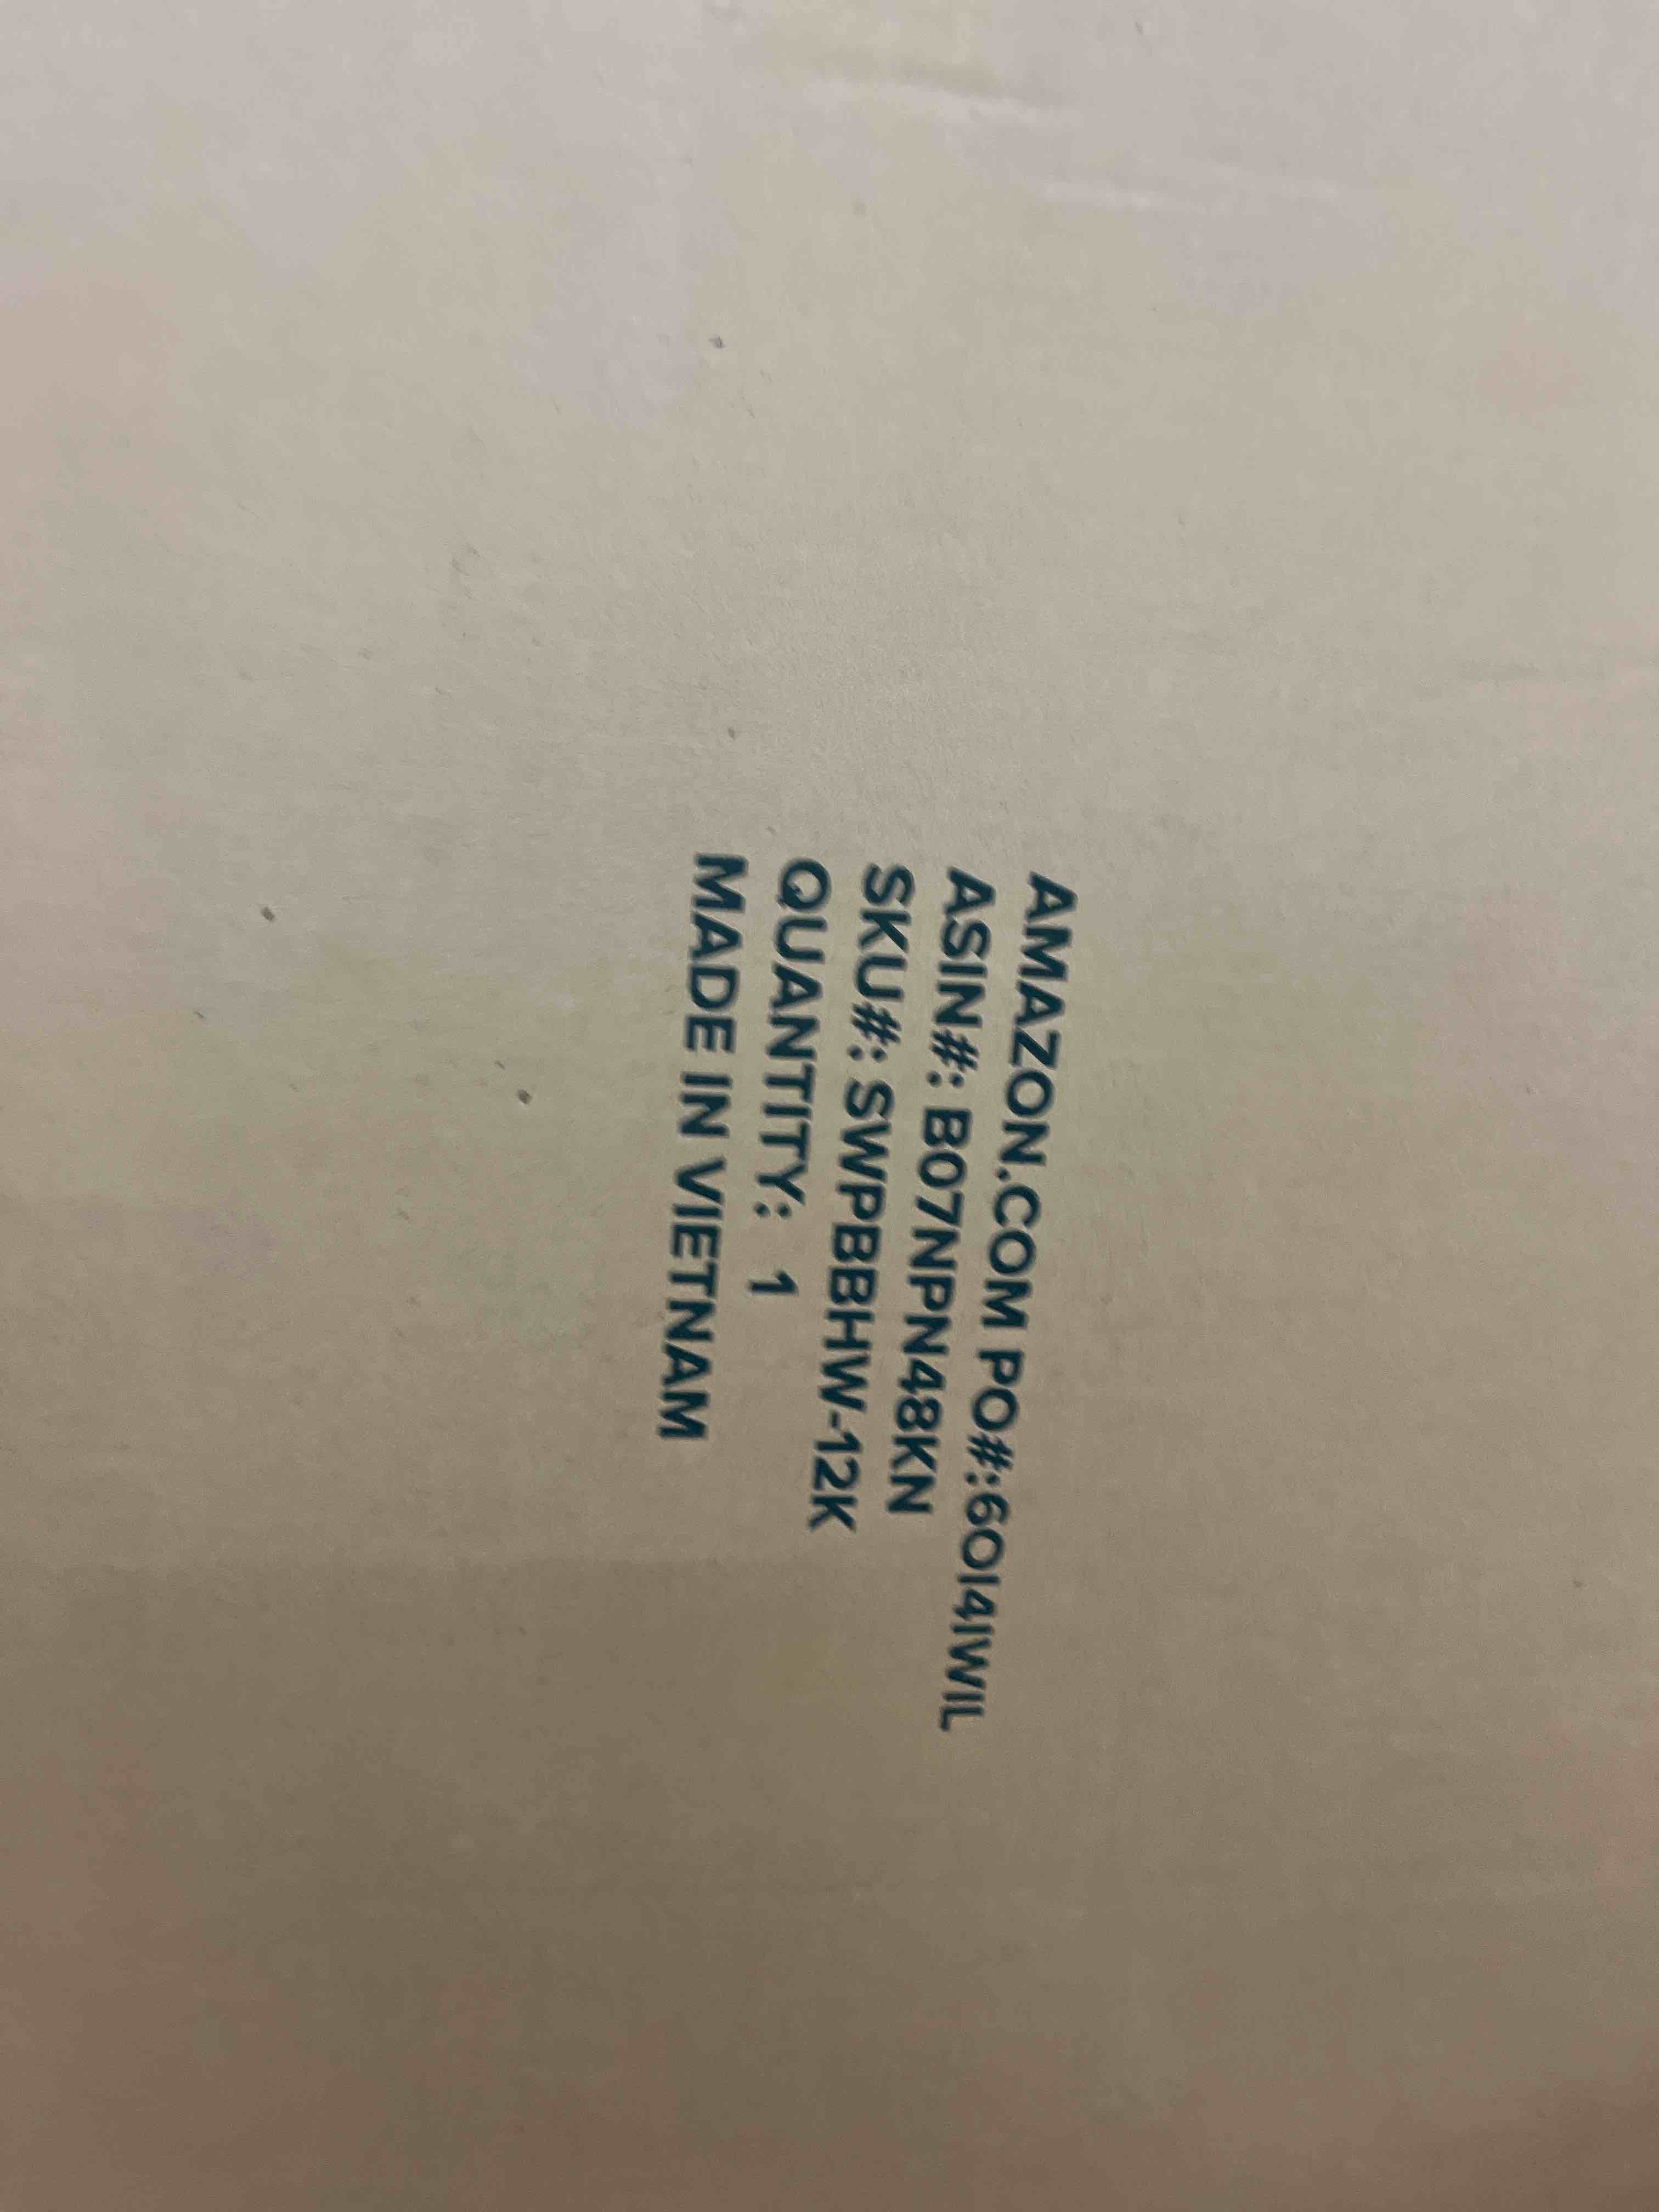 AMAZON.COM PO#:6OI4IWIL
ASIN#: B07NPN48KN
SKU#: SWPBBHW-12K
QUANTITY: 1
MADE IN VIETNAM